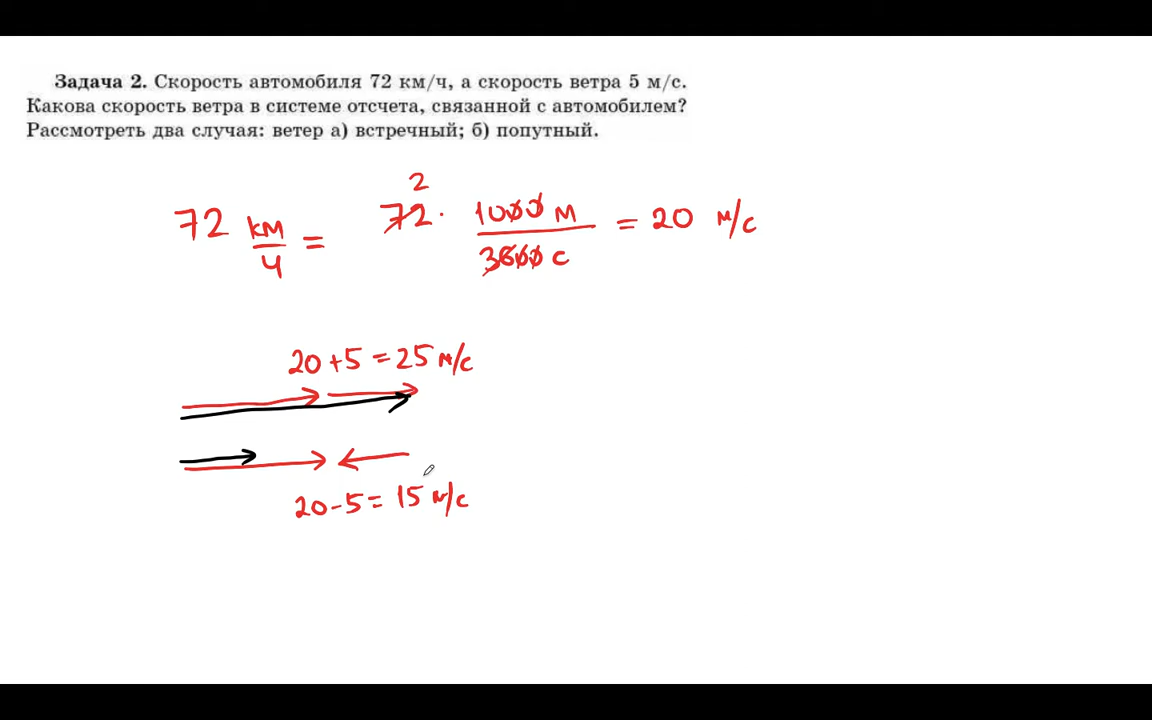 Задача 2. Скорость автомобиля 72 км/ч, а скорость ветра 5 м/с.
Какова скорость ветра в системе отсчета, связанной с автомобилем?
Рассмотреть два случая: ветер а) встречный; б) попутный.
2
72 км/ч = 72 · 1000 м / 3600 с = 20 м/с
20 + 5 = 25 м/с
20 - 5 = 15 м/с